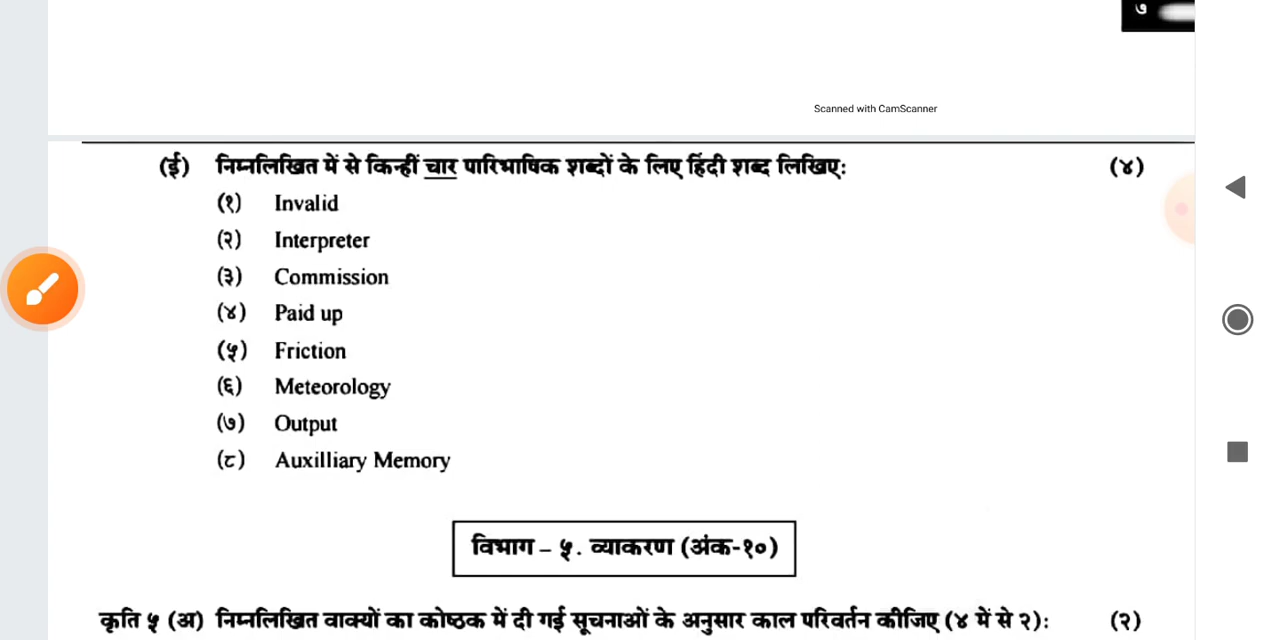 ७
Scanned with CamScanner
(ई) निम्नलिखित में से किन्हीं चार पारिभाषिक शब्दों के लिए हिंदी शब्द लिखिए: (४)
(१) Invalid
(२) Interpreter
(३) Commission
(४) Paid up
(५) Friction
(६) Meteorology
(७) Output
(८) Auxilliary Memory
विभाग – ५. व्याकरण (अंक-१०)
कृति ५ (अ) निम्नलिखित वाक्यों का कोष्ठक में दी गई सूचनाओं के अनुसार काल परिवर्तन कीजिए (४ में से २): (२)